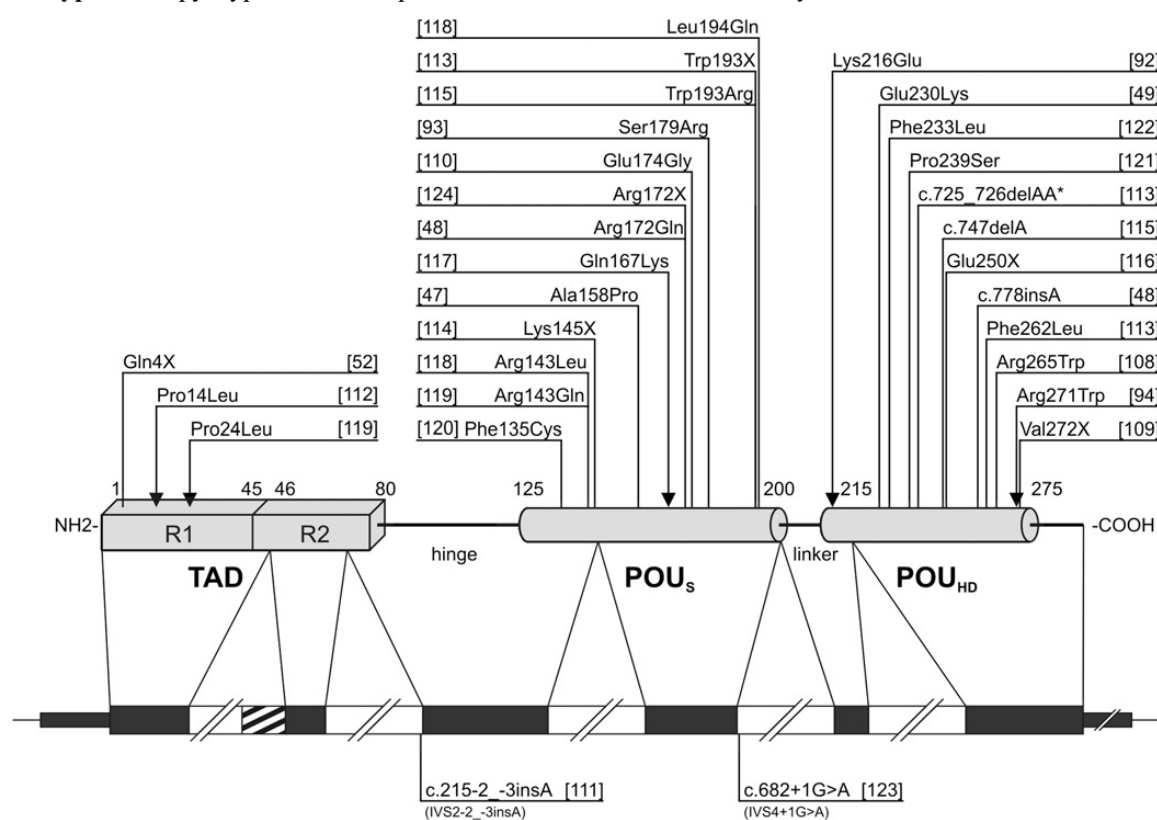 [118] Leu194Gln
[113] Trp193X
[115] Trp193Arg
[93] Ser179Arg
[110] Glu174Gly
[124] Arg172X
[48] Arg172Gln
[117] Gln167Lys
[47] Ala158Pro
[114] Lys145X
[118] Arg143Leu
[119] Arg143Gln
[120] Phe135Cys
Lys216Glu [92]
Glu230Lys [49]
Phe233Leu [122]
Pro239Ser [121]
c.725_726delAA* [113]
c.747delA [115]
Glu250X [116]
c.778insA [48]
Phe262Leu [113]
Arg265Trp [108]
Arg271Trp [94]
Val272X [109]
Gln4X [52]
Pro14Leu [112]
Pro24Leu [119]
1 45 46 80 125 200 215 275
NH2- R1 R2 -COOH
hinge linker
TAD POUS POUHD
c.215-2_-3insA [111]
(IVS2-2_-3insA)
c.682+1G>A [123]
(IVS4+1G>A)